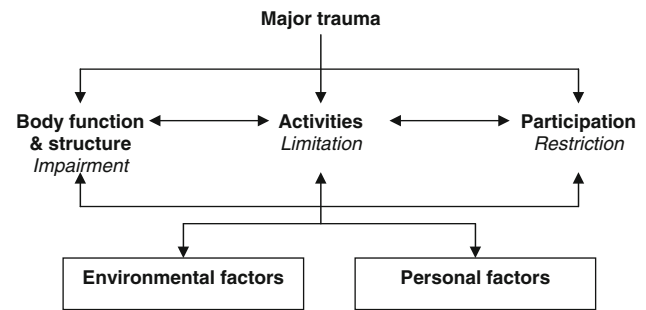 Major trauma
Body function
& structure
Impairment
Activities
Limitation
Participation
Restriction
Environmental factors
Personal factors